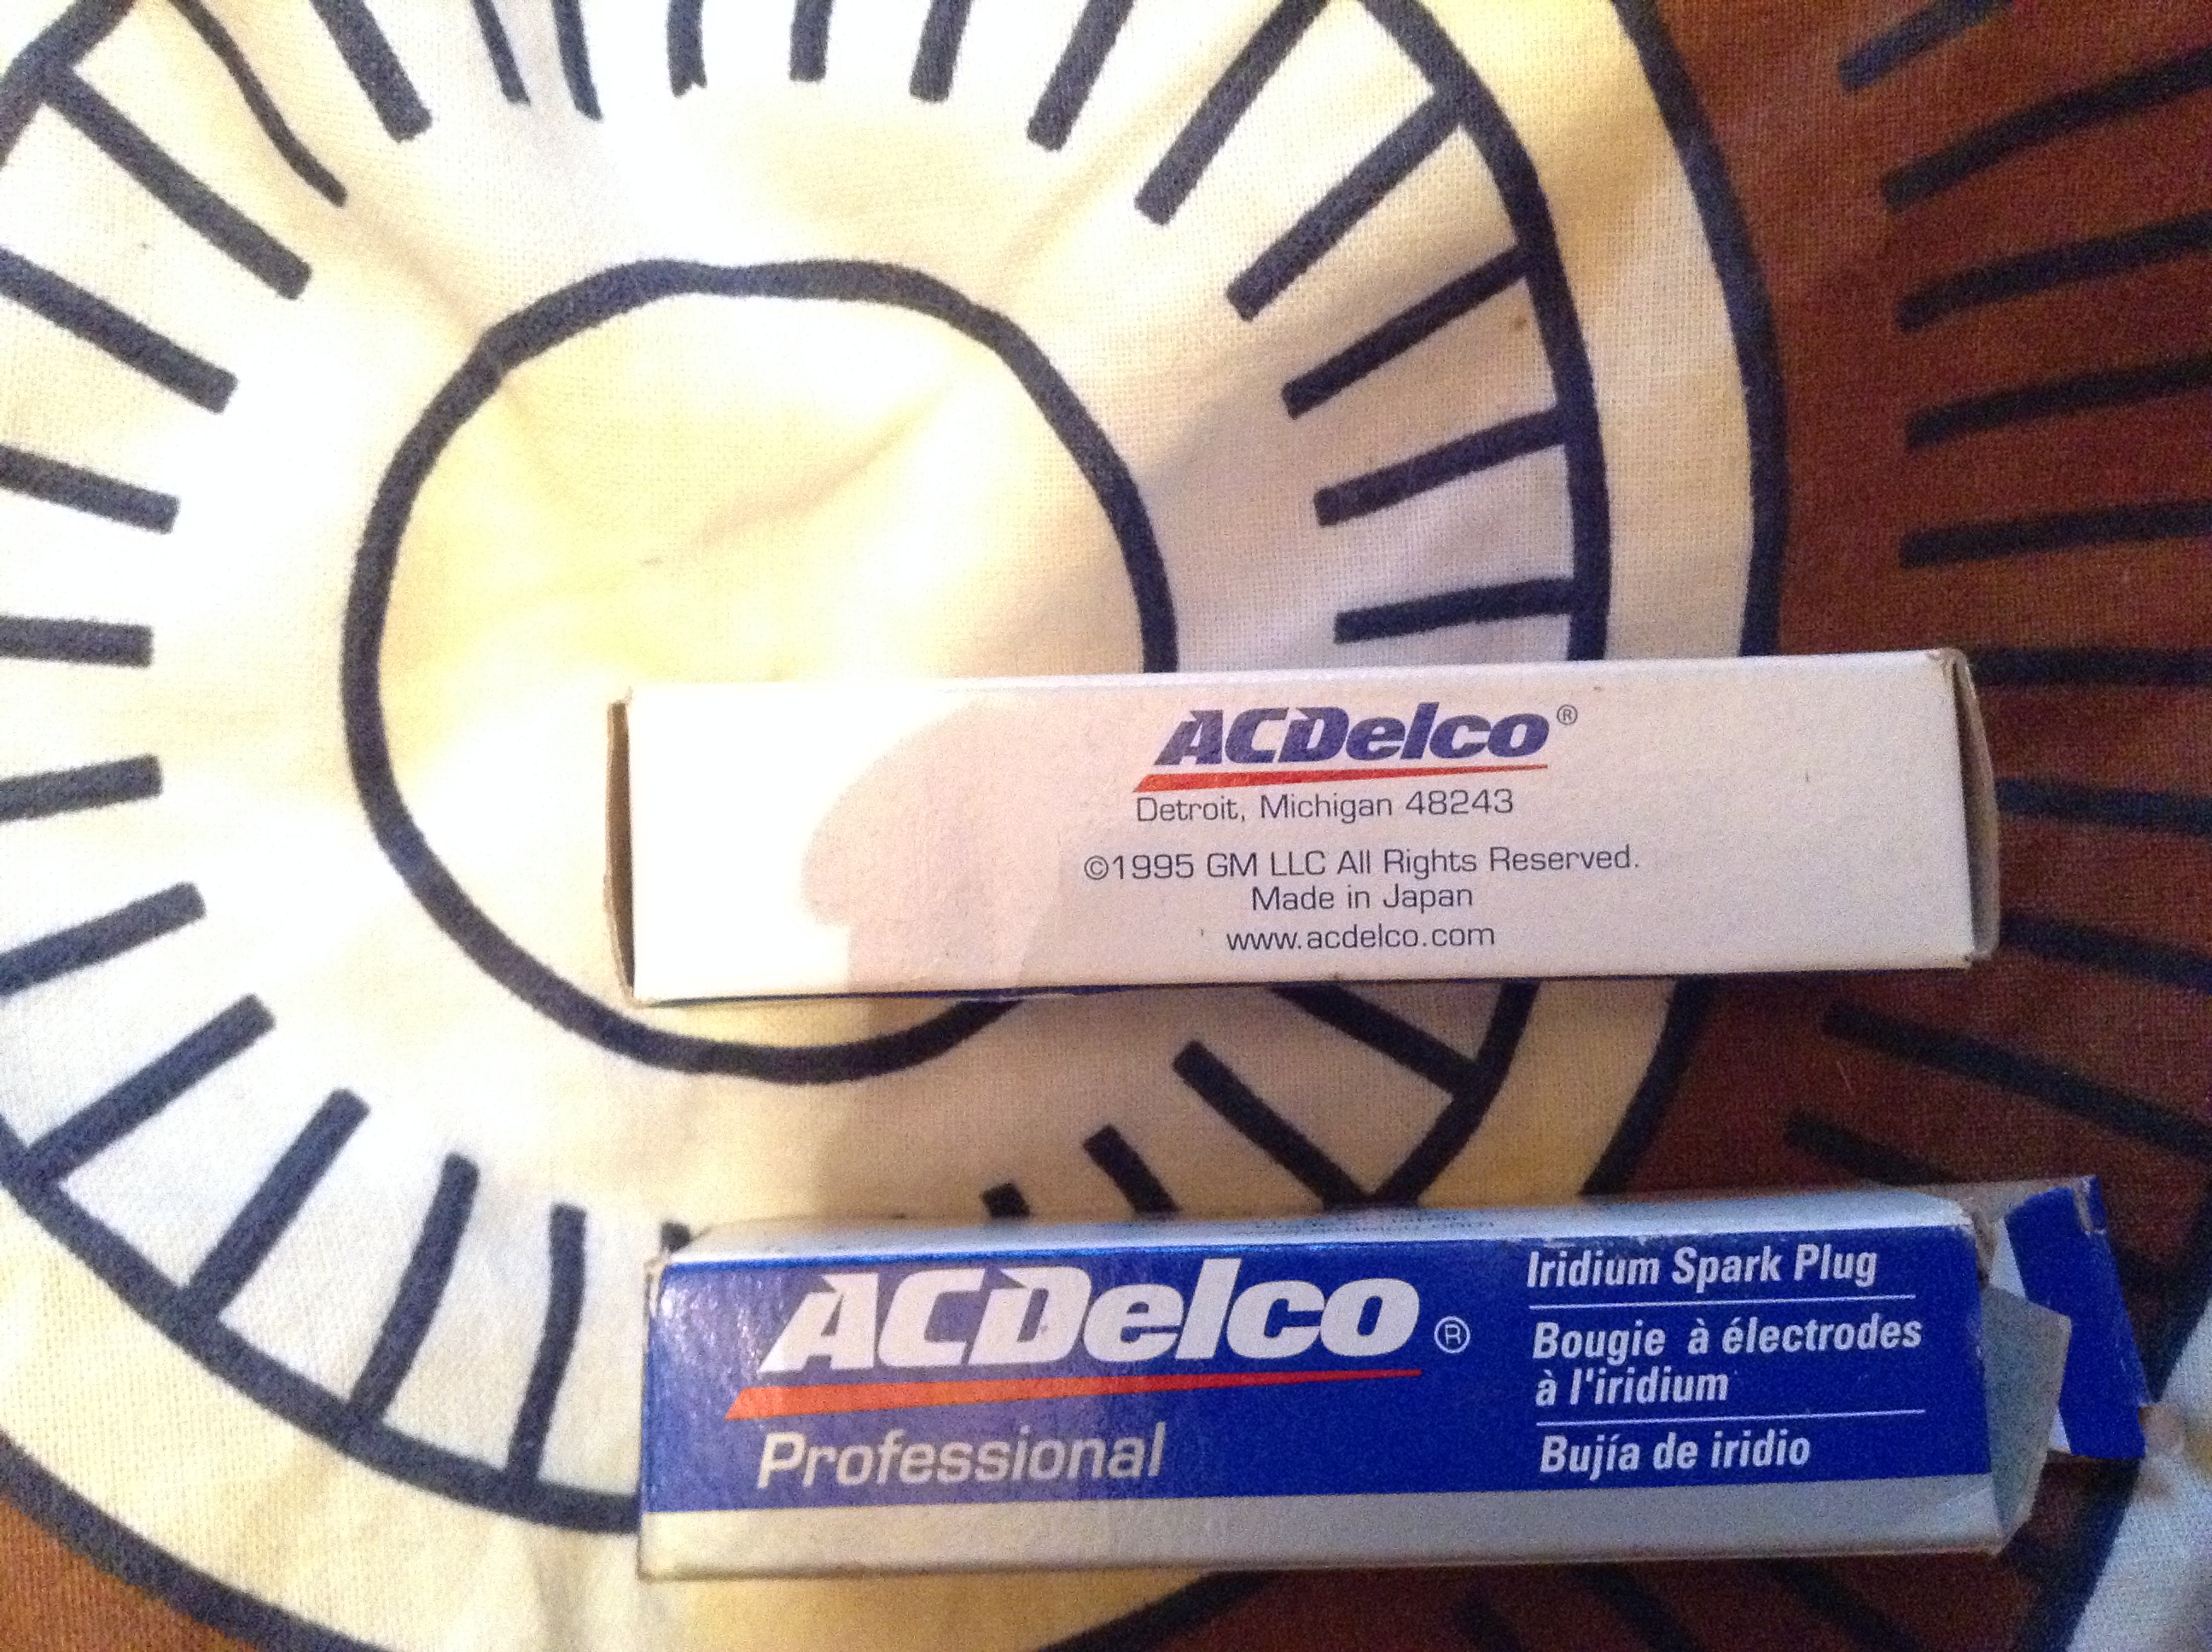 ACDelco®
Detroit, Michigan 48243
©1995 GM LLC All Rights Reserved.
Made in Japan
www.acdelco.com
ACDelco®
Professional
Iridium Spark Plug
Bougie à électrodes
à l'iridium
Bujía de iridio